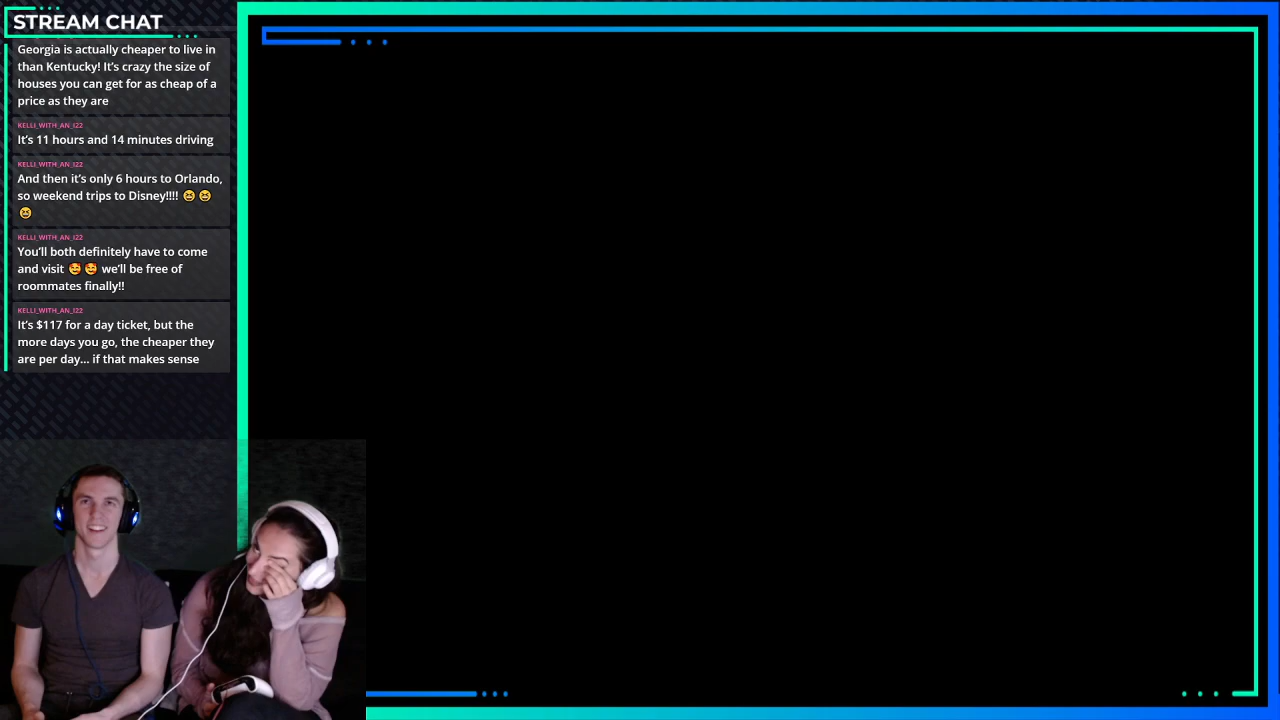 STREAM CHAT
Georgia is actually cheaper to live in
than Kentucky! It's crazy the size of
houses you can get for as cheap of a
price as they are
KELLI_WITH_AN_I22
It's 11 hours and 14 minutes driving
KELLI_WITH_AN_I22
And then it's only 6 hours to Orlando,
so weekend trips to Disney!!!! 😆 😆
😆
KELLI_WITH_AN_I22
You'll both definitely have to come
and visit 🥰 🥰 we'll be free of
roommates finally!!
KELLI_WITH_AN_I22
It's $117 for a day ticket, but the
more days you go, the cheaper they
are per day... if that makes sense